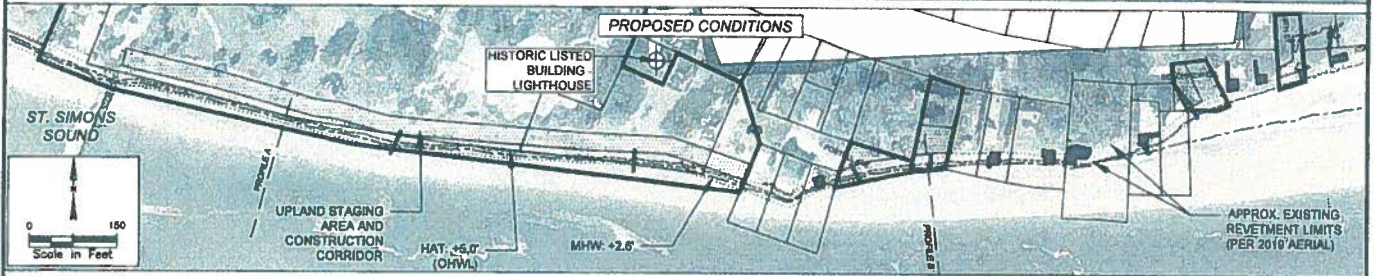 PROPOSED CONDITIONS
HISTORIC LISTED
BUILDING -
LIGHTHOUSE
ST. SIMONS
SOUND
PROFILE A
UPLAND STAGING
AREA AND
CONSTRUCTION
CORRIDOR
HAT: +5.0'
(OHWL)
MHW: +2.6'
PROFILE B
APPROX. EXISTING
REVETMENT LIMITS
(PER 2019 AERIAL)
N
0 150
Scale in Feet